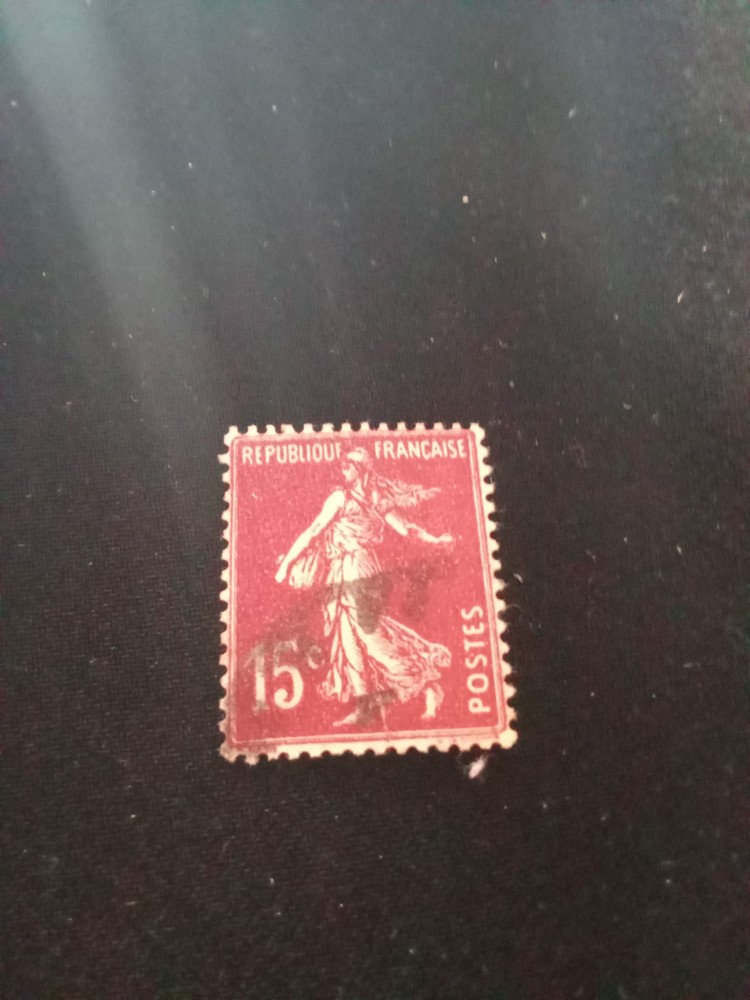 REPUBLIQUE FRANÇAISE
15c
POSTES